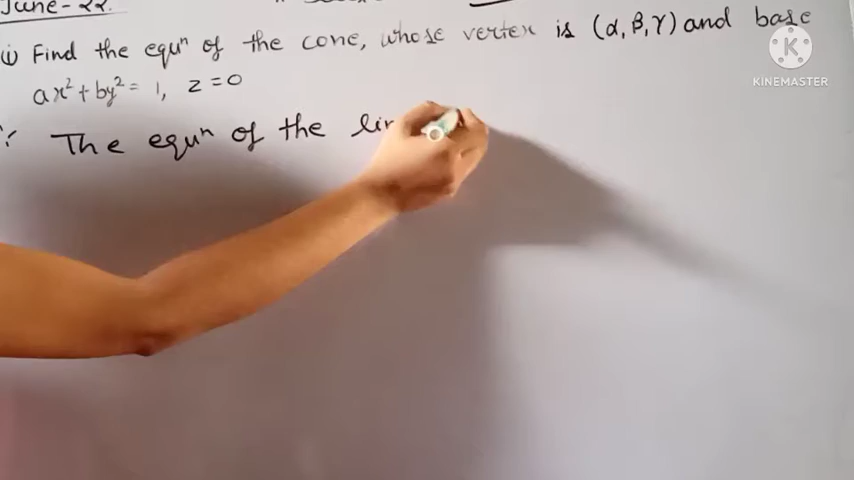 June - 22.
(i) Find the equⁿ of the cone, whose vertex is (α, β, γ) and base
ax² + by² = 1, z = 0
The equⁿ of the lin
KINEMASTER